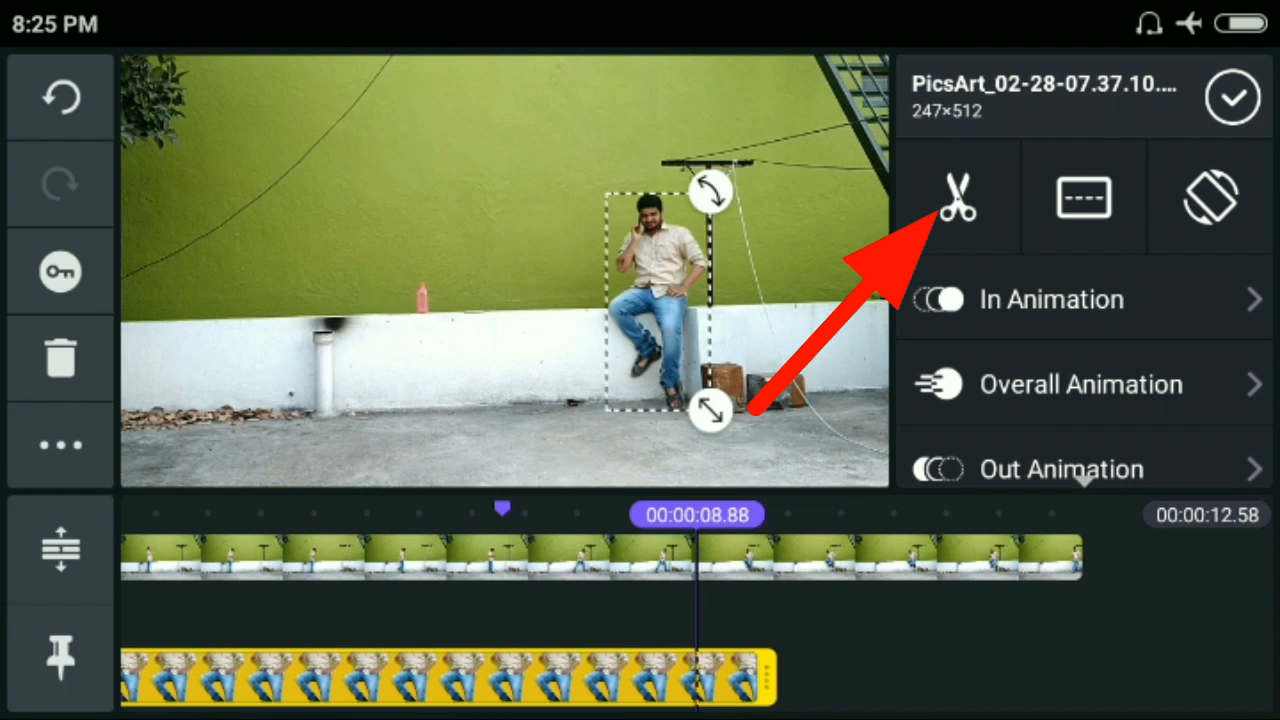 8:25 PM
PicsArt_02-28-07.37.10....
247×512
In Animation
Overall Animation
Out Animation
00:00:08.88
00:00:12.58